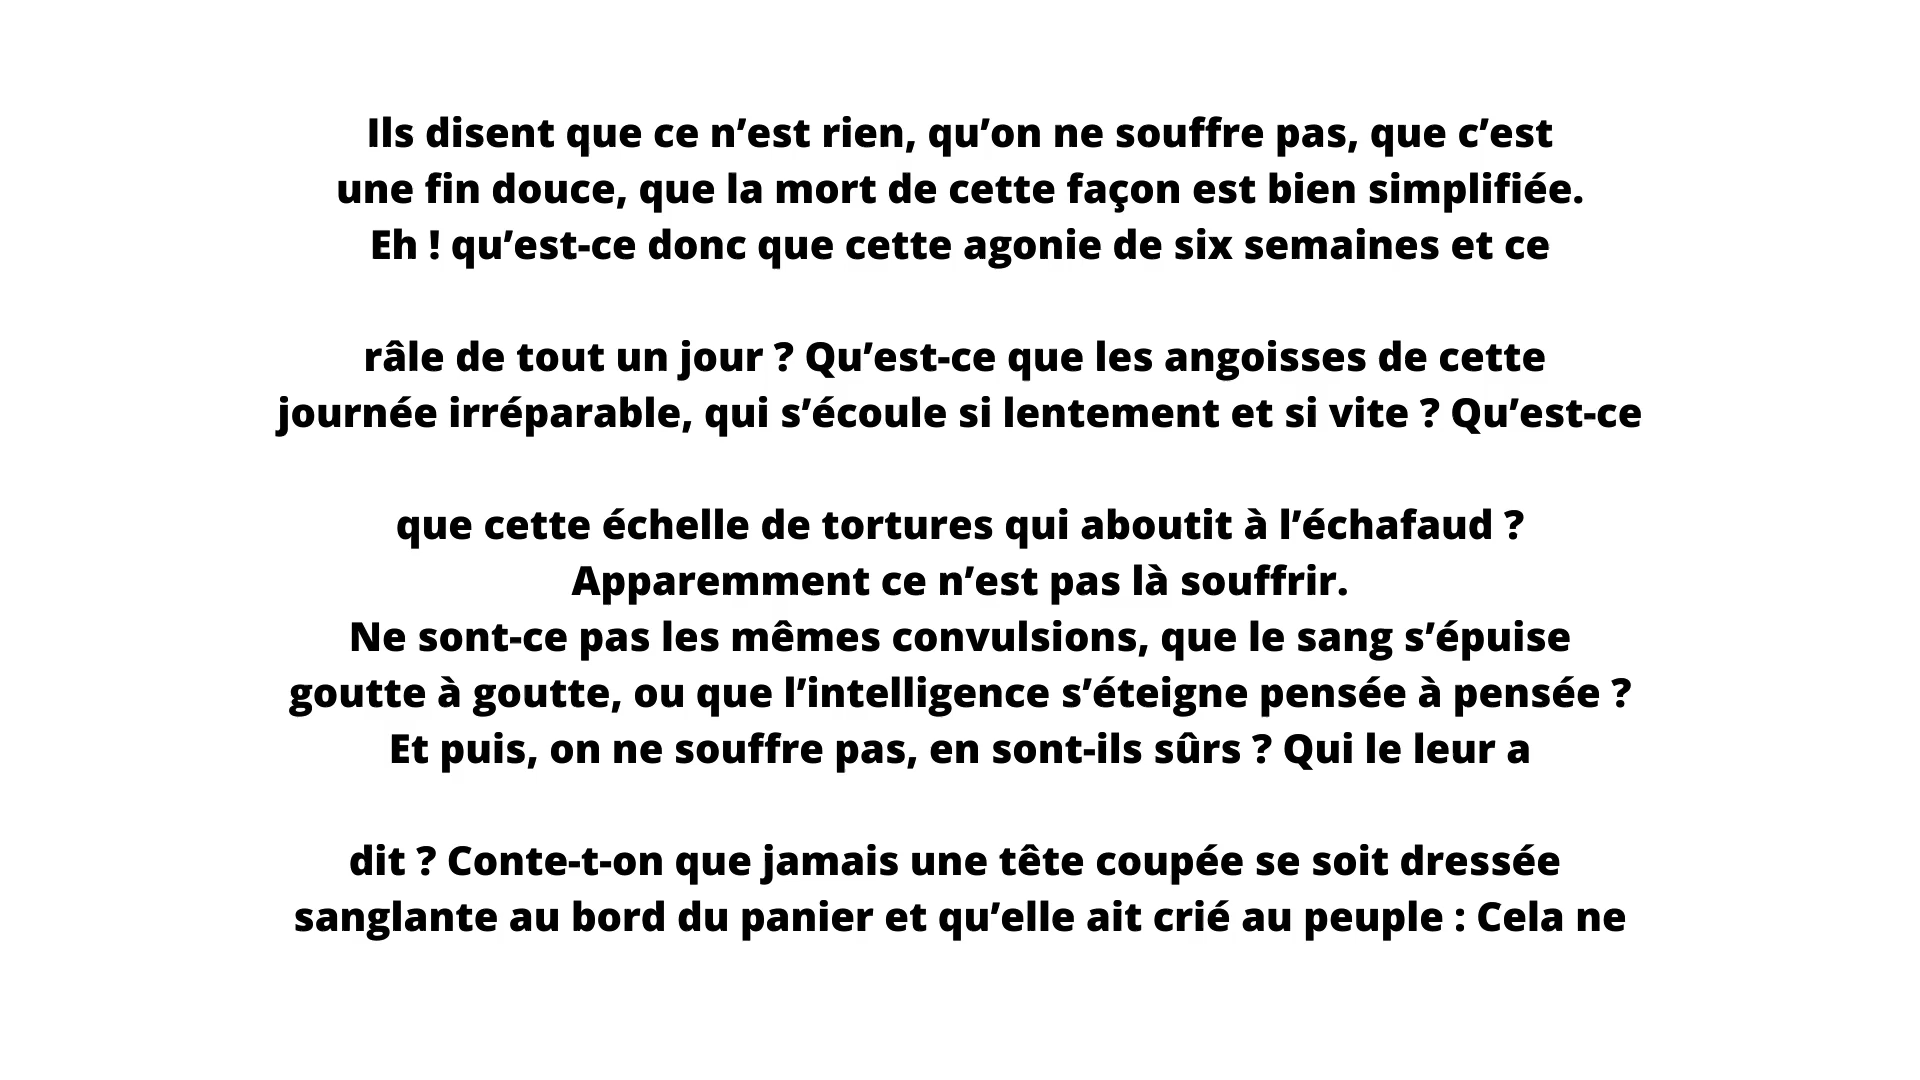 Ils disent que ce n’est rien, qu’on ne souffre pas, que c’est
une fin douce, que la mort de cette façon est bien simplifiée.
Eh ! qu’est-ce donc que cette agonie de six semaines et ce
râle de tout un jour ? Qu’est-ce que les angoisses de cette
journée irréparable, qui s’écoule si lentement et si vite ? Qu’est-ce
que cette échelle de tortures qui aboutit à l’échafaud ?
Apparemment ce n’est pas là souffrir.
Ne sont-ce pas les mêmes convulsions, que le sang s’épuise
goutte à goutte, ou que l’intelligence s’éteigne pensée à pensée ?
Et puis, on ne souffre pas, en sont-ils sûrs ? Qui le leur a
dit ? Conte-t-on que jamais une tête coupée se soit dressée
sanglante au bord du panier et qu’elle ait crié au peuple : Cela ne